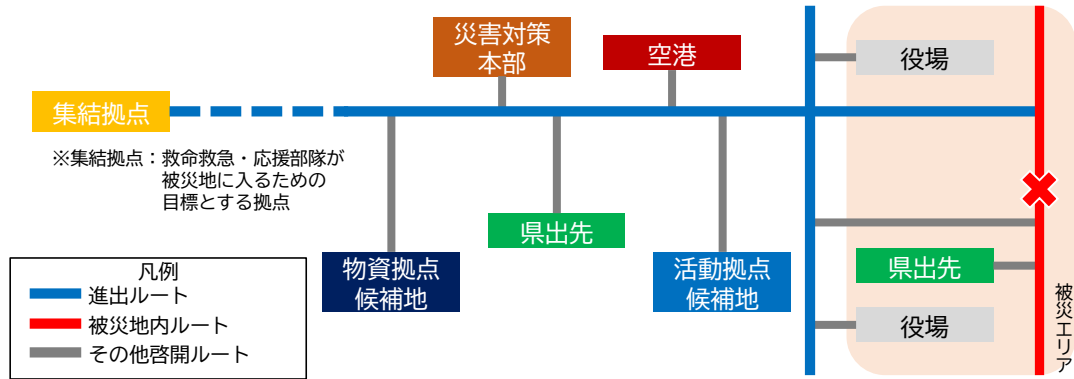 災害対策
本部
空港
役場
集結拠点
※集結拠点：救命救急・応援部隊が
被災地に入るための
目標とする拠点
県出先
物資拠点
候補地
活動拠点
候補地
県出先
役場
被災エリア
凡例
進出ルート
被災地内ルート
その他啓開ルート